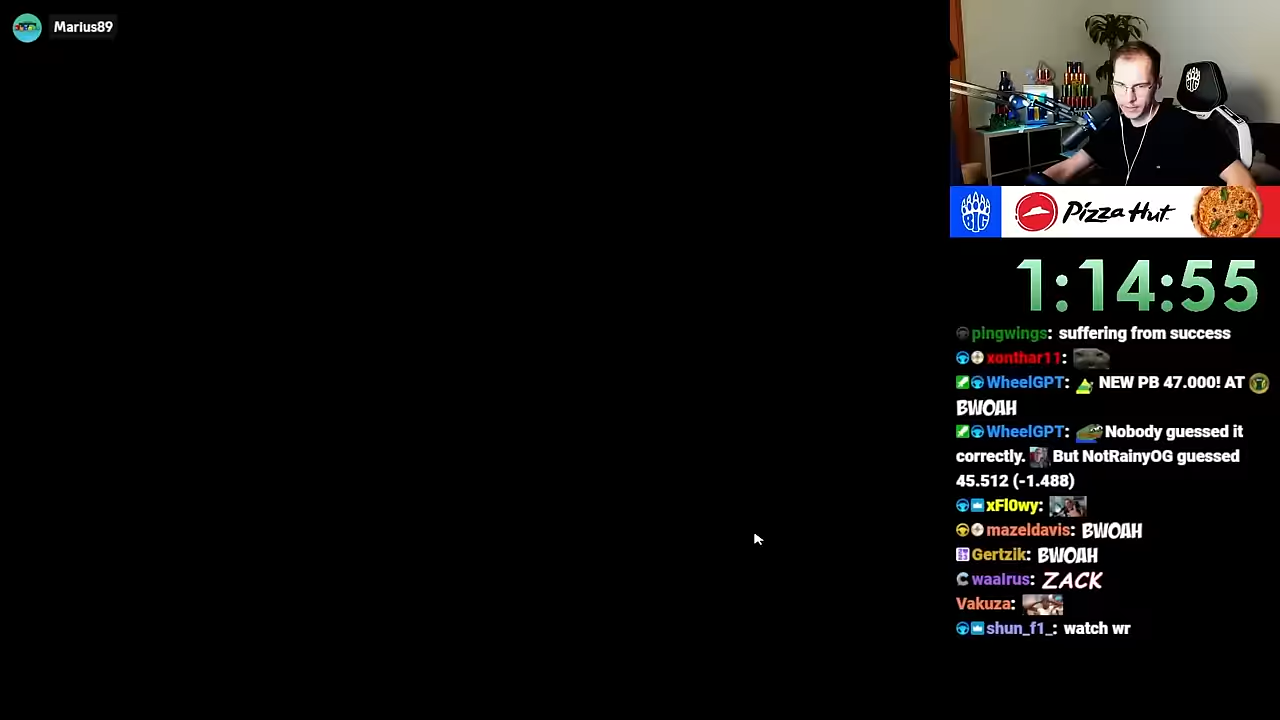 Marius89
BIG
Pizza Hut
1:14:55
pingwings: suffering from success
xonthar11:
WheelGPT: NEW PB 47.000! AT
BWOAH
WheelGPT: Nobody guessed it
correctly. But NotRainyOG guessed
45.512 (-1.488)
xFl0wy:
mazeldavis: BWOAH
Gertzik: BWOAH
waalrus: ZACK
Vakuza:
shun_f1_: watch wr